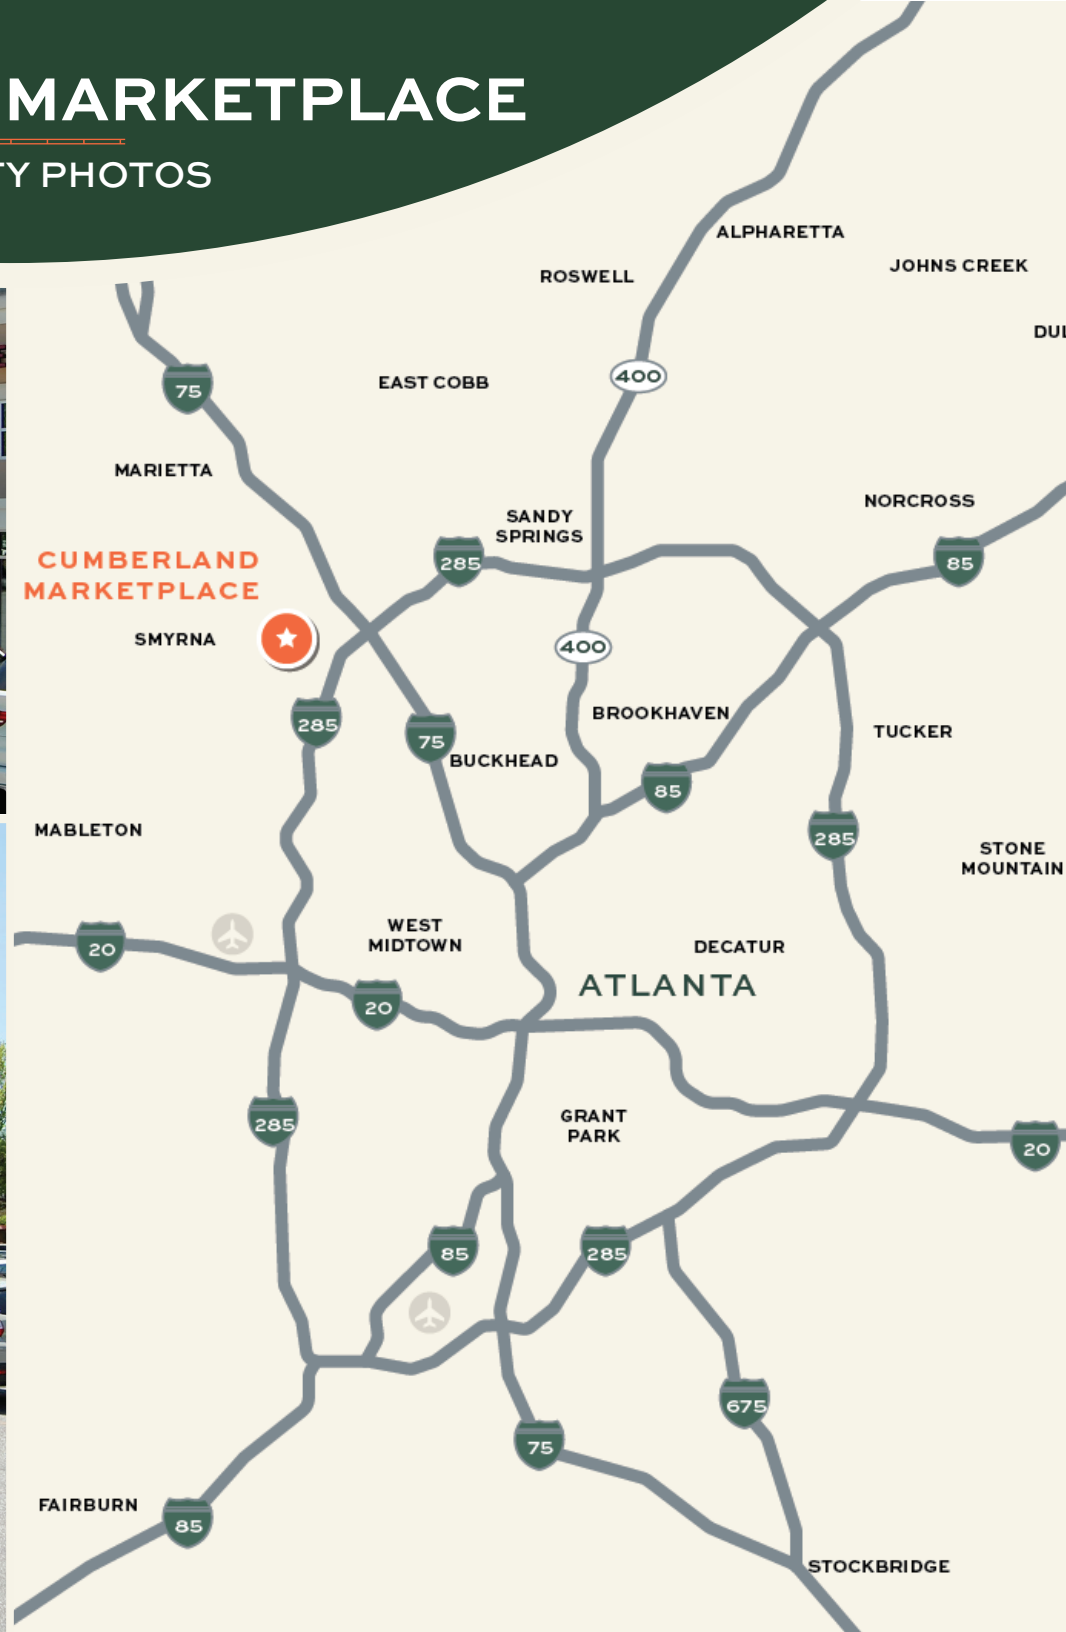 MARKETPLACE
TY PHOTOS
ALPHARETTA
JOHNS CREEK
ROSWELL
DUL
400
EAST COBB
75
MARIETTA
NORCROSS
SANDY
SPRINGS
285
85
CUMBERLAND
MARKETPLACE
SMYRNA
400
BROOKHAVEN
285
75
TUCKER
BUCKHEAD
85
MABLETON
285
STONE
MOUNTAIN
WEST
MIDTOWN
20
DECATUR
ATLANTA
20
GRANT
PARK
285
20
85
285
675
75
FAIRBURN
85
STOCKBRIDGE